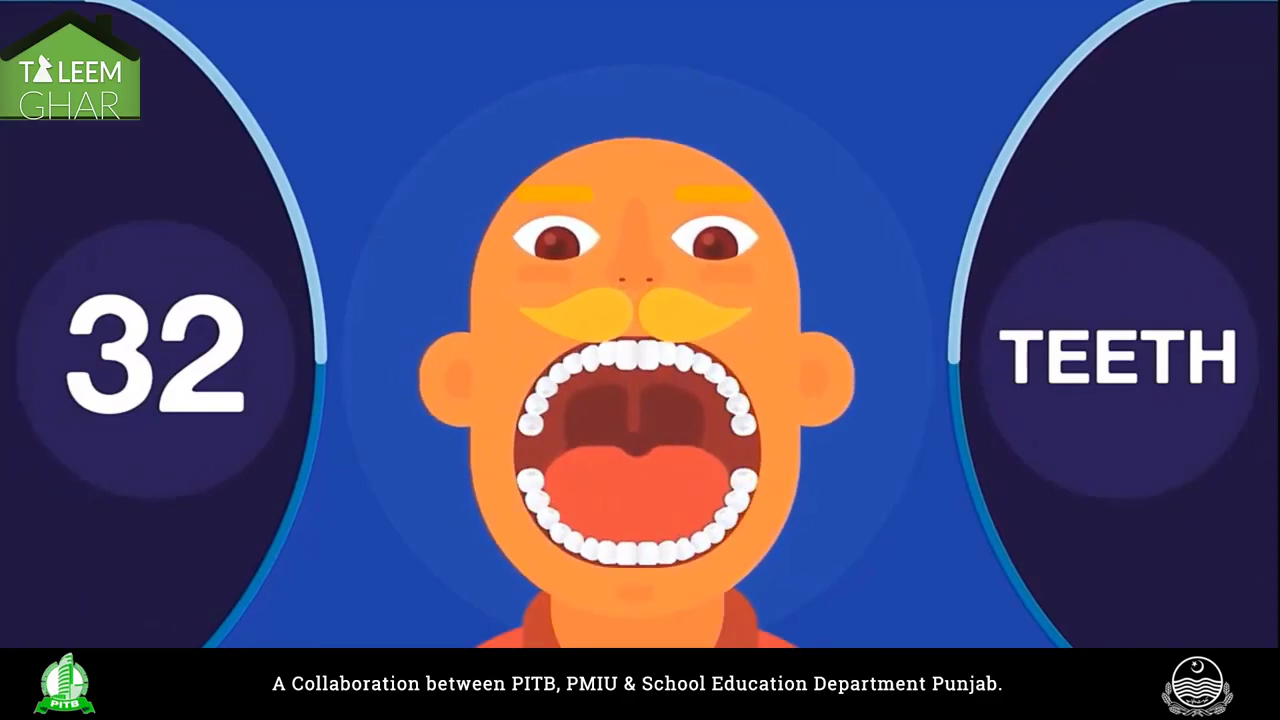 TALEEM
GHAR
32
TEETH
PITB
A Collaboration between PITB, PMIU & School Education Department Punjab.